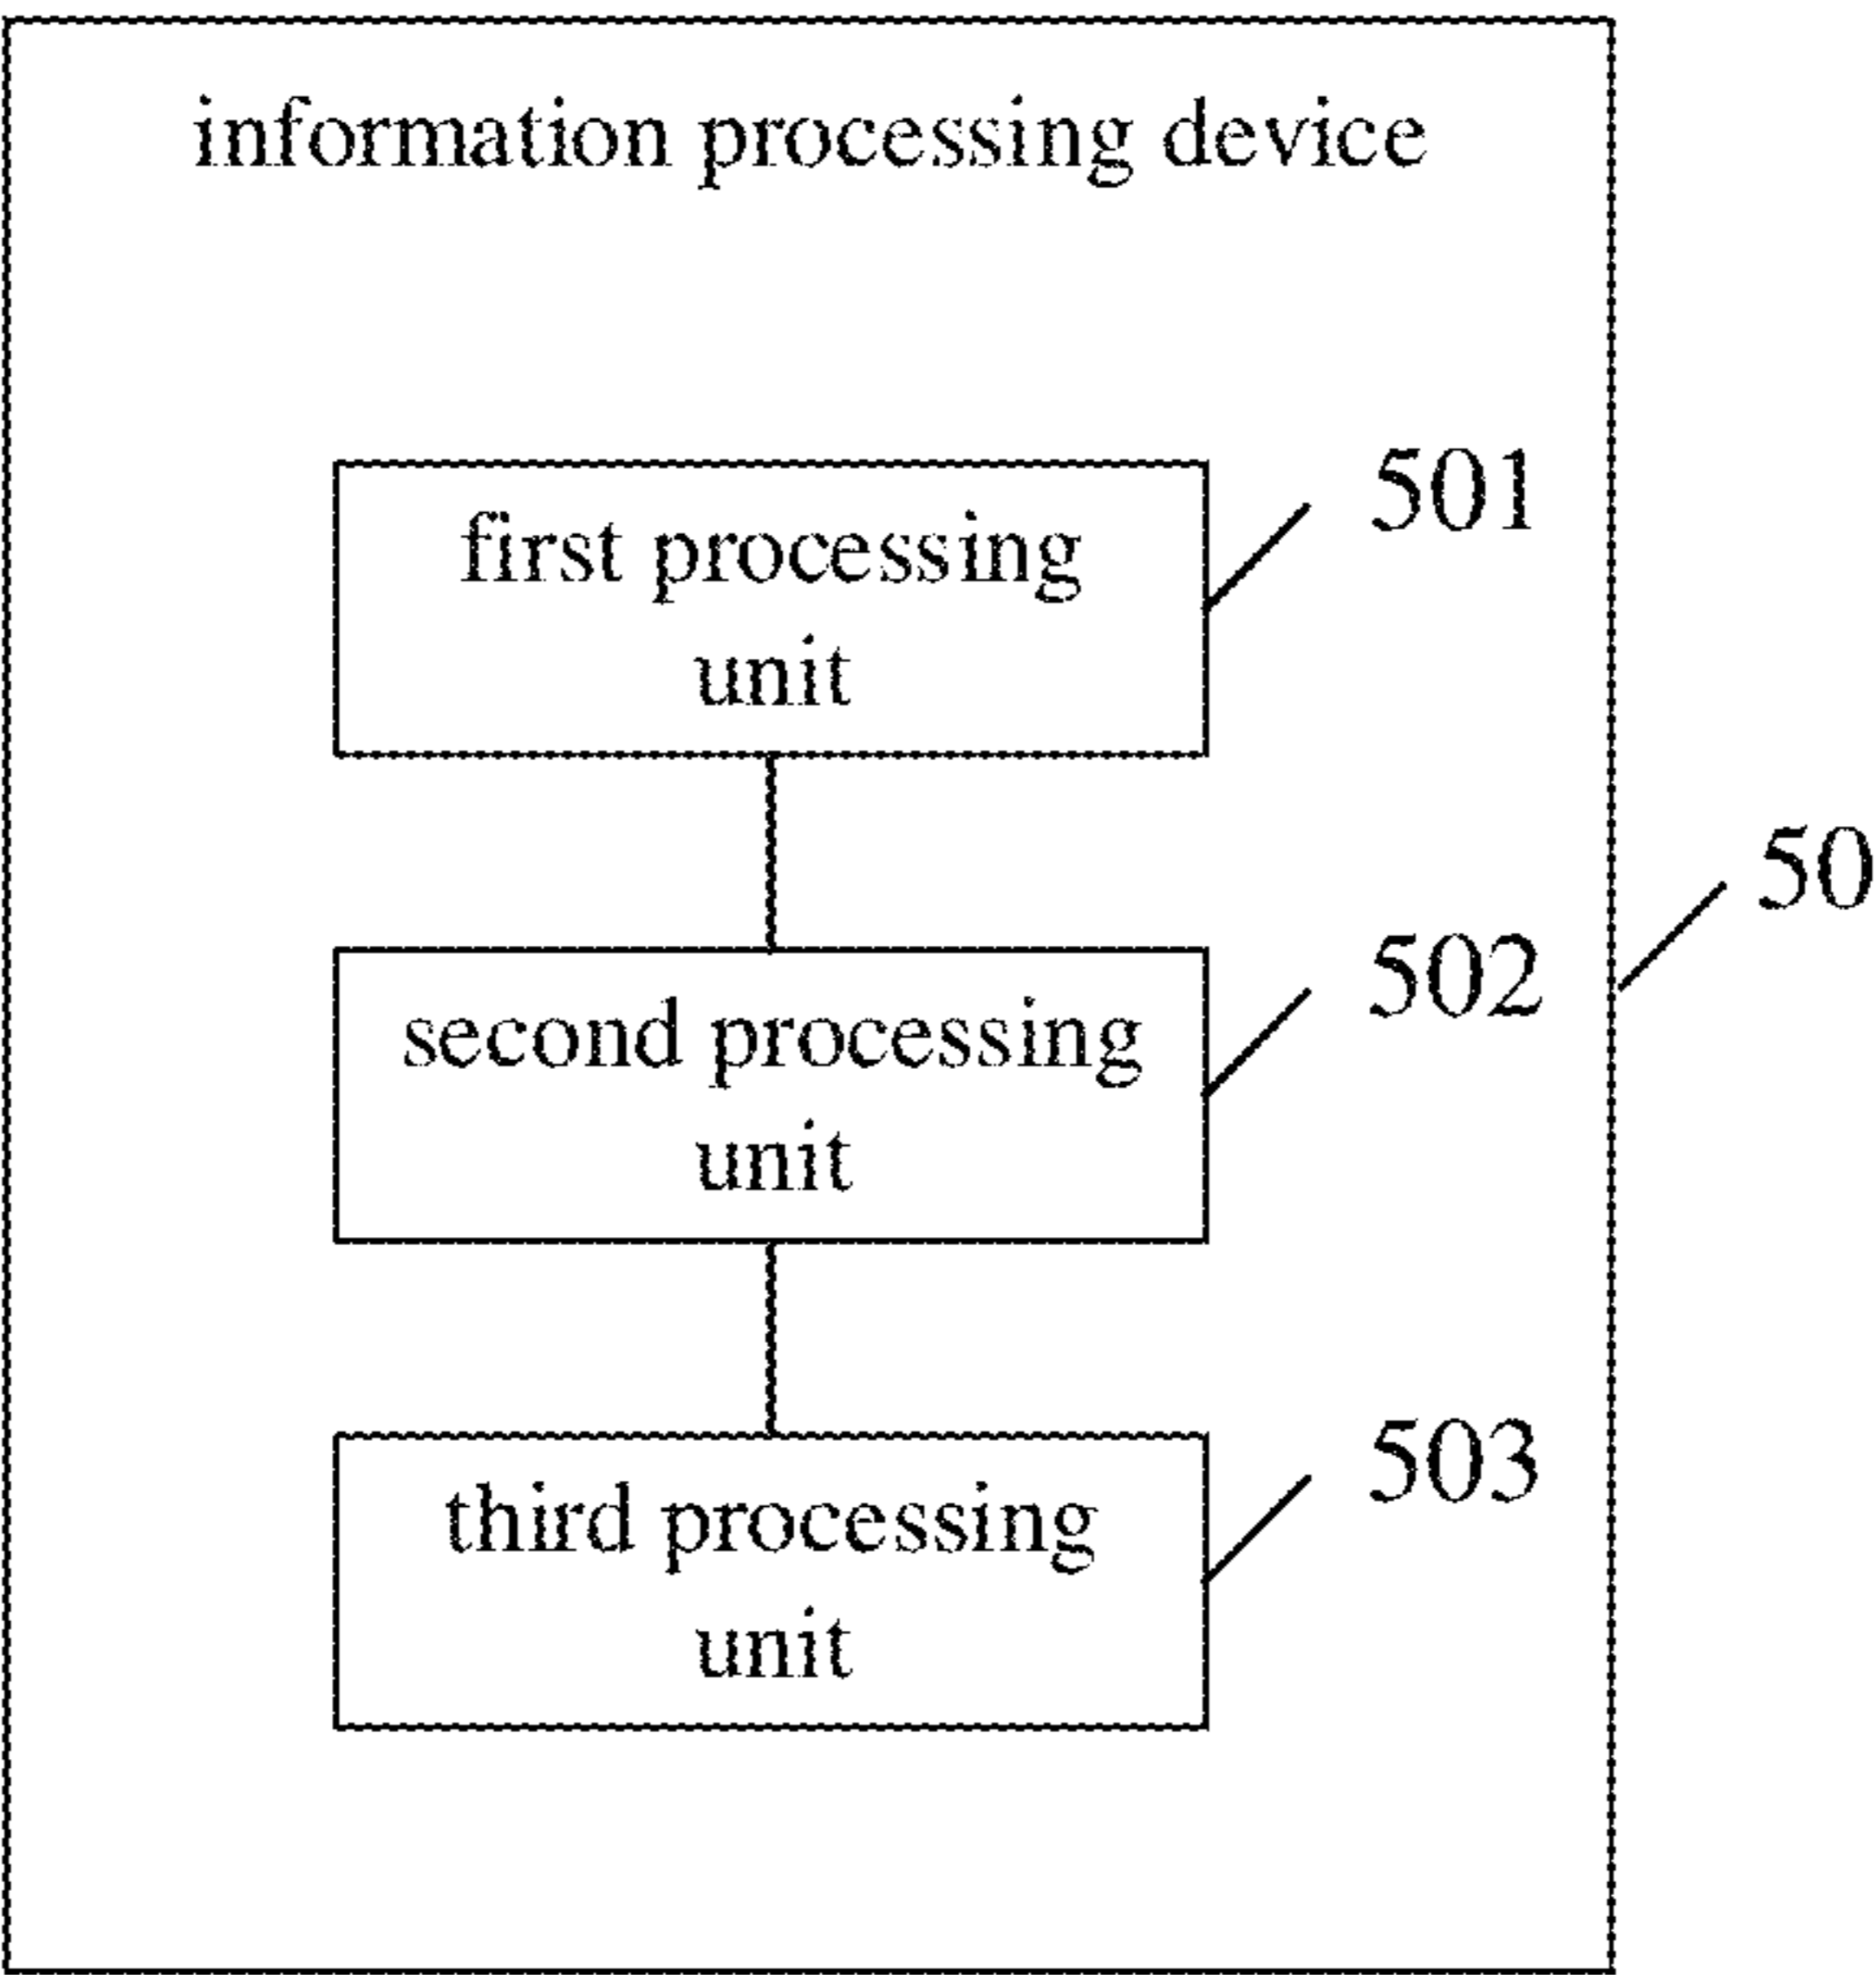 information processing device
501
first processing
unit
50
502
second processing
unit
503
third processing
unit